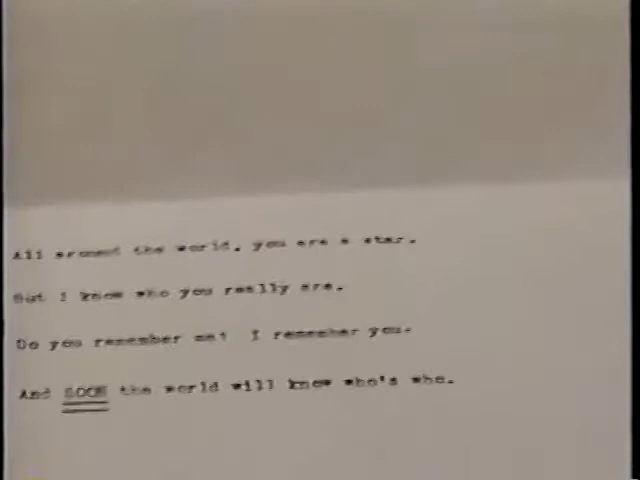 All around the world, you are a star.
But I know who you really are.
Do you remember me? I remember you.
And SOON the world will know who's who.